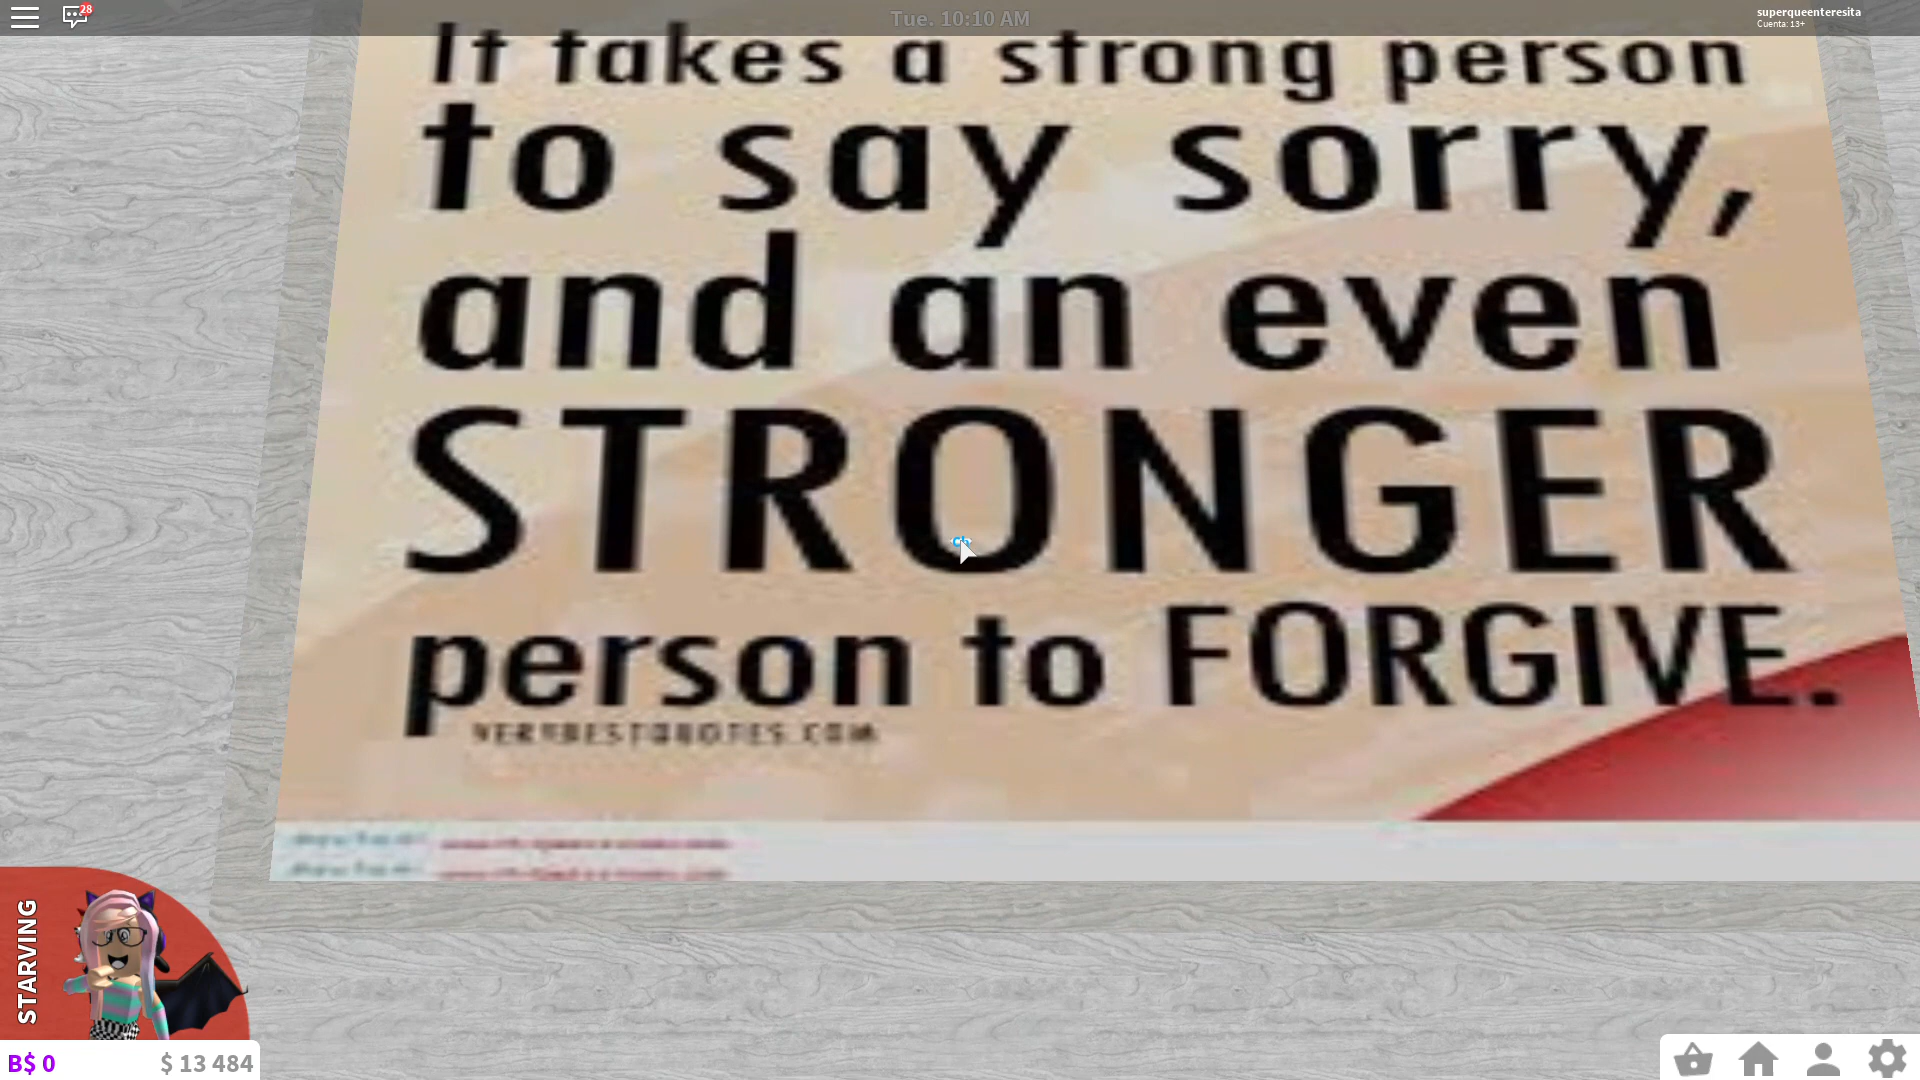 28
Tue. 10:10 AM
superqueenteresita
Cuenta: 13+
It takes a strong person
to say sorry,
and an even
STRONGER
person to FORGIVE.
VERYBESTQUOTES.COM
STARVING
B$ 0
$ 13 484